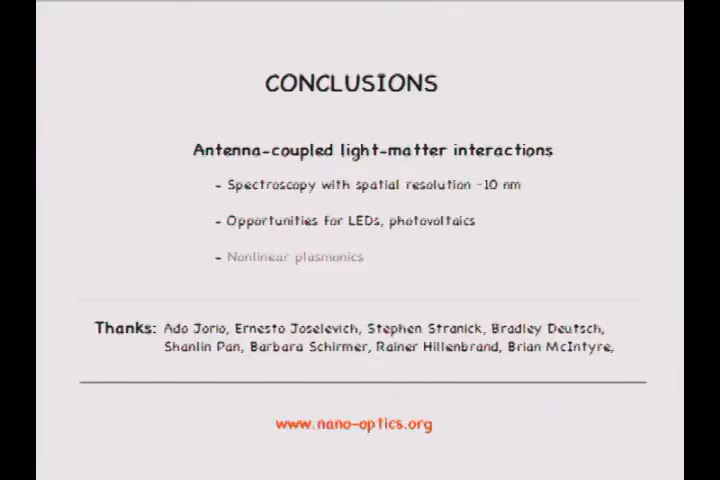 CONCLUSIONS
Antenna-coupled light-matter interactions
- Spectroscopy with spatial resolution ~10 nm
- Opportunities for LEDs, photovoltaics
- Nonlinear plasmonics
Thanks: Ado Jorio, Ernesto Joselevich, Stephen Stranick, Bradley Deutsch,
Shanlin Pan, Barbara Schirmer, Rainer Hillenbrand, Brian McIntyre,
www.nano-optics.org